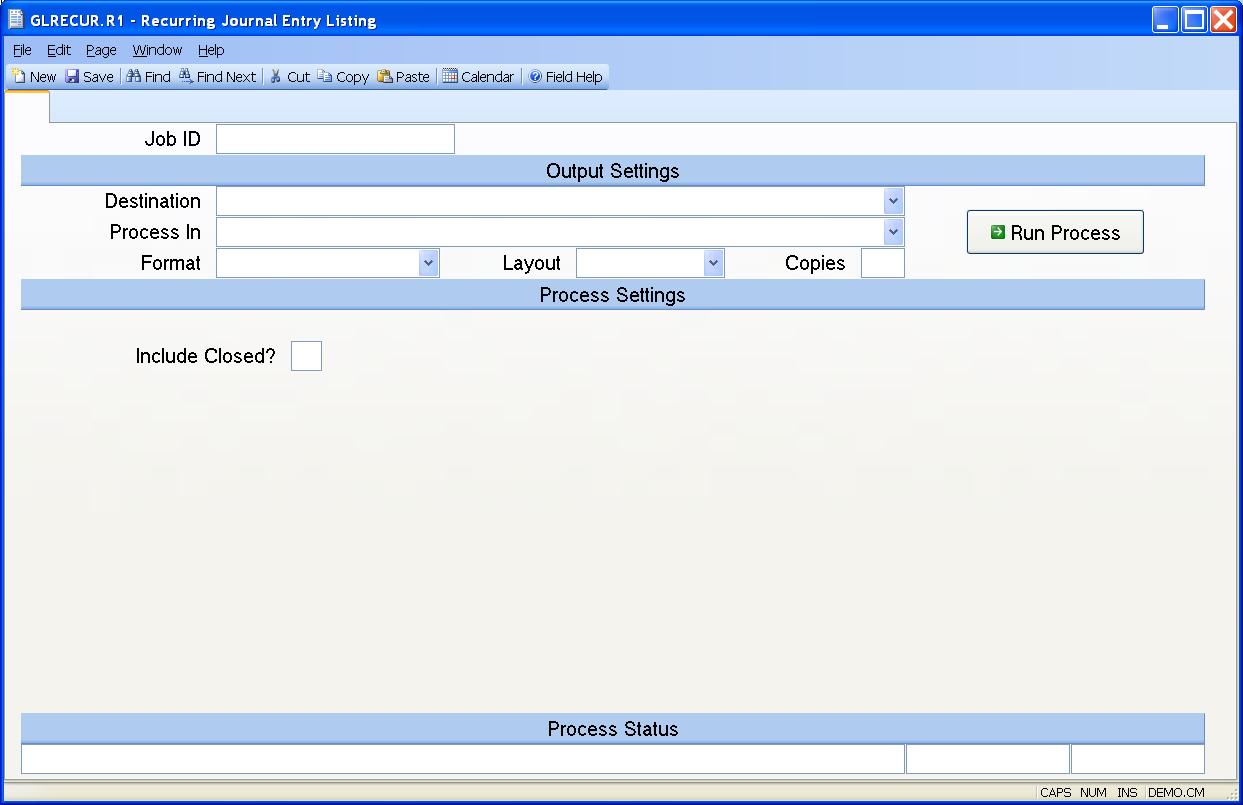 GLRECUR.R1 - Recurring Journal Entry Listing
File Edit Page Window Help
New Save Find Find Next Cut Copy Paste Calendar Field Help
Job ID
Output Settings
Destination
Process In
Run Process
Format Layout Copies
Process Settings
Include Closed?
Process Status
CAPS NUM INS DEMO.CM